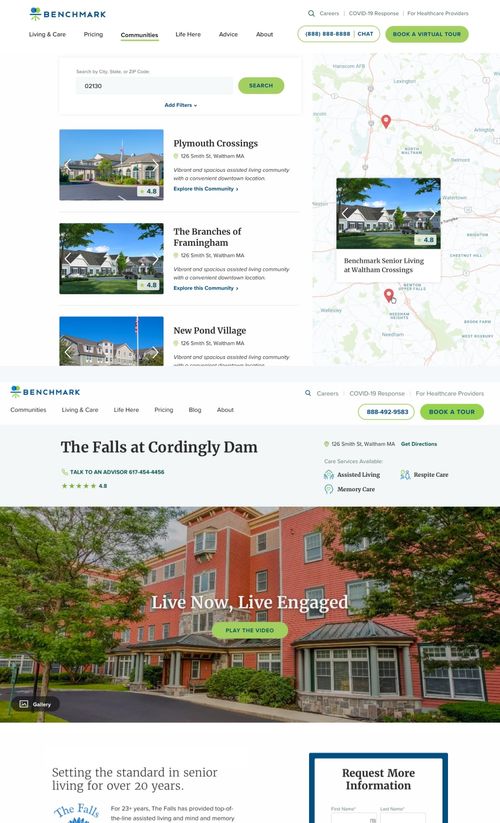 BENCHMARK
Careers | COVID-19 Response | For Healthcare Providers
Living & Care Pricing Communities Life Here Advice About
(888) 888-8888 | CHAT
BOOK A VIRTUAL TOUR
Search by City, State, or ZIP Code:
02130
SEARCH
Add Filters
Plymouth Crossings
126 Smith St, Waltham MA
Vibrant and spacious assisted living community
with a convenient downtown location.
Explore this Community >
4.8
The Branches of
Framingham
126 Smith St, Waltham MA
Vibrant and spacious assisted living community
with a convenient downtown location.
Explore this Community >
4.8
New Pond Village
126 Smith St, Waltham MA
Vibrant and spacious assisted living community
with a convenient downtown location.
Hanscom AFB
Lexington
Arlington
NORTH
WALTHAM
Belmont
Watertown
4.8
BRIGHTON
Benchmark Senior Living
at Waltham Crossings
CHESTNUT HILL
NEWTON
UPPER FALLS
Wellesley
NEEDHAM
HEIGHTS
BROOK FARM
Needham
WEST ROXBURY
BENCHMARK
Careers | COVID-19 Response | For Healthcare Providers
Communities Living & Care Life Here Pricing Blog About
888-492-9583
BOOK A TOUR
The Falls at Cordingly Dam
126 Smith St, Waltham MA Get Directions
TALK TO AN ADVISOR 617-454-4456
4.8
Care Services Available:
Assisted Living Respite Care
Memory Care
Live Now, Live Engaged
PLAY THE VIDEO
Gallery
Setting the standard in senior
living for over 20 years.
The Falls
For 23+ years, The Falls has provided top-of-
the-line assisted living and mind and memory
Request More
Information
First Name* Last Name*